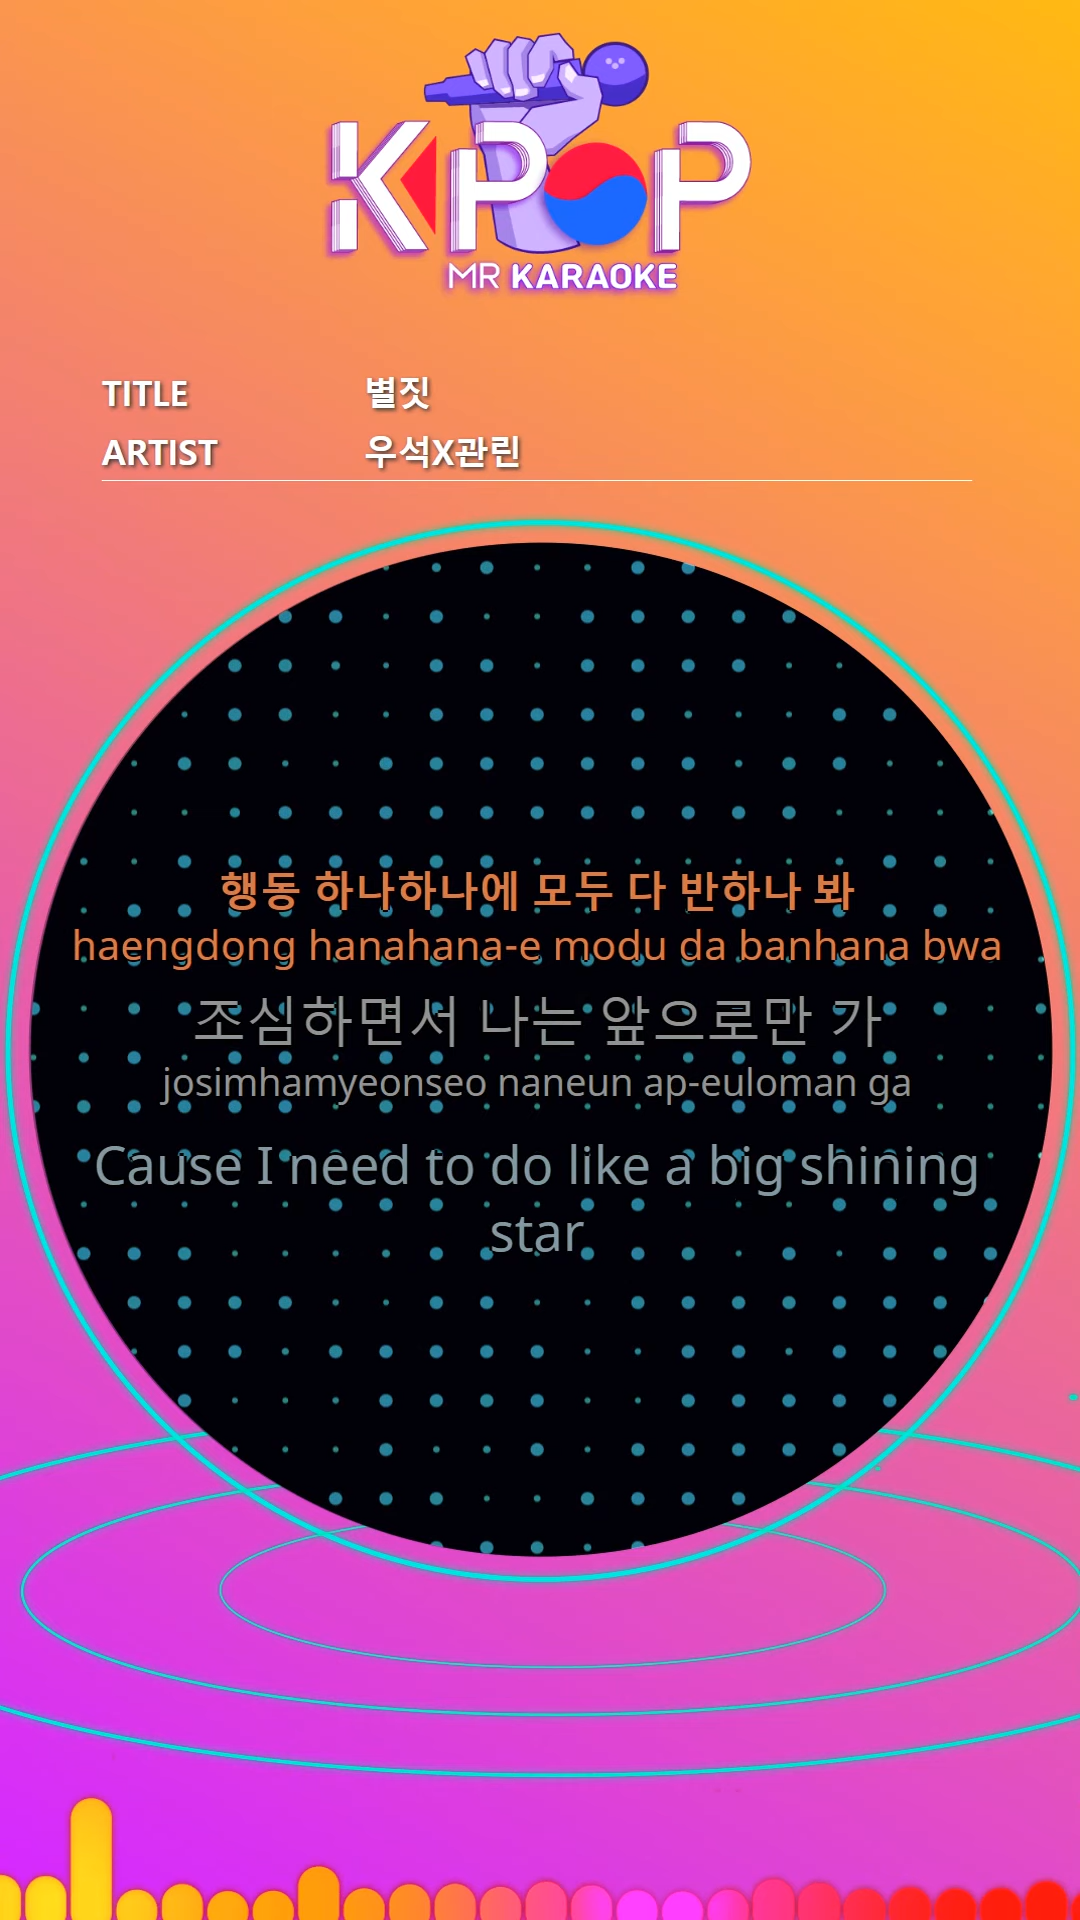 KPOP
MR KARAOKE
TITLE 별짓
ARTIST 우석X관린
행동 하나하나에 모두 다 반하나 봐
haengdong hanahana-e modu da banhana bwa
조심하면서 나는 앞으로만 가
josimhamyeonseo naneun ap-euloman ga
Cause I need to do like a big shining
star